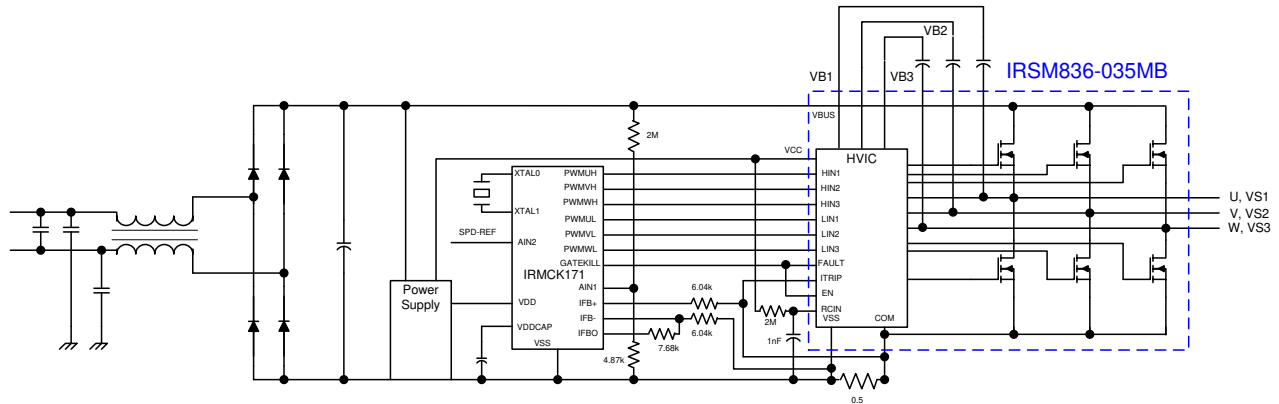 VB2
VB1
VB3
IRSM836-035MB
VBUS
2M
VCC
HVIC
XTAL0
PWMUH
HIN1
PWMVH
HIN2
XTAL1
PWMWH
HIN3
U, VS1
PWMUL
LIN1
V, VS2
SPD-REF
AIN2
PWMVL
LIN2
W, VS3
PWMWL
LIN3
GATEKILL
FAULT
IRMCK171
ITRIP
Power
Supply
AIN1
6.04k
EN
VDD
IFB+
RCIN
IFB-
2M
VSS
COM
VDDCAP
6.04k
IFBO
1nF
VSS
7.68k
4.87k
0.5